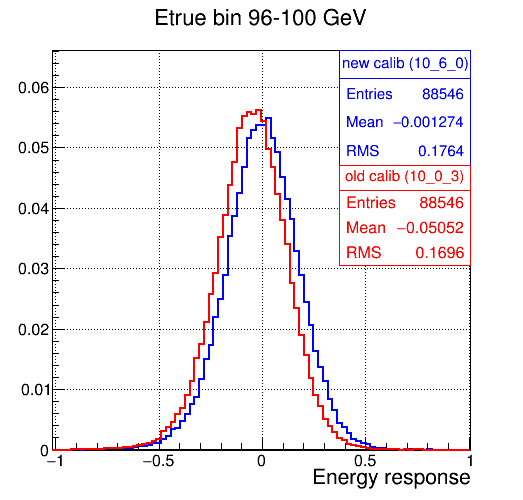 Etrue bin 96-100 GeV
new calib (10_6_0)
Entries 88546
Mean −0.001274
RMS 0.1764
old calib (10_0_3)
Entries 88546
Mean −0.05052
RMS 0.1696
0.06
0.05
0.04
0.03
0.02
0.01
0
−1 −0.5 0 0.5 1
Energy response